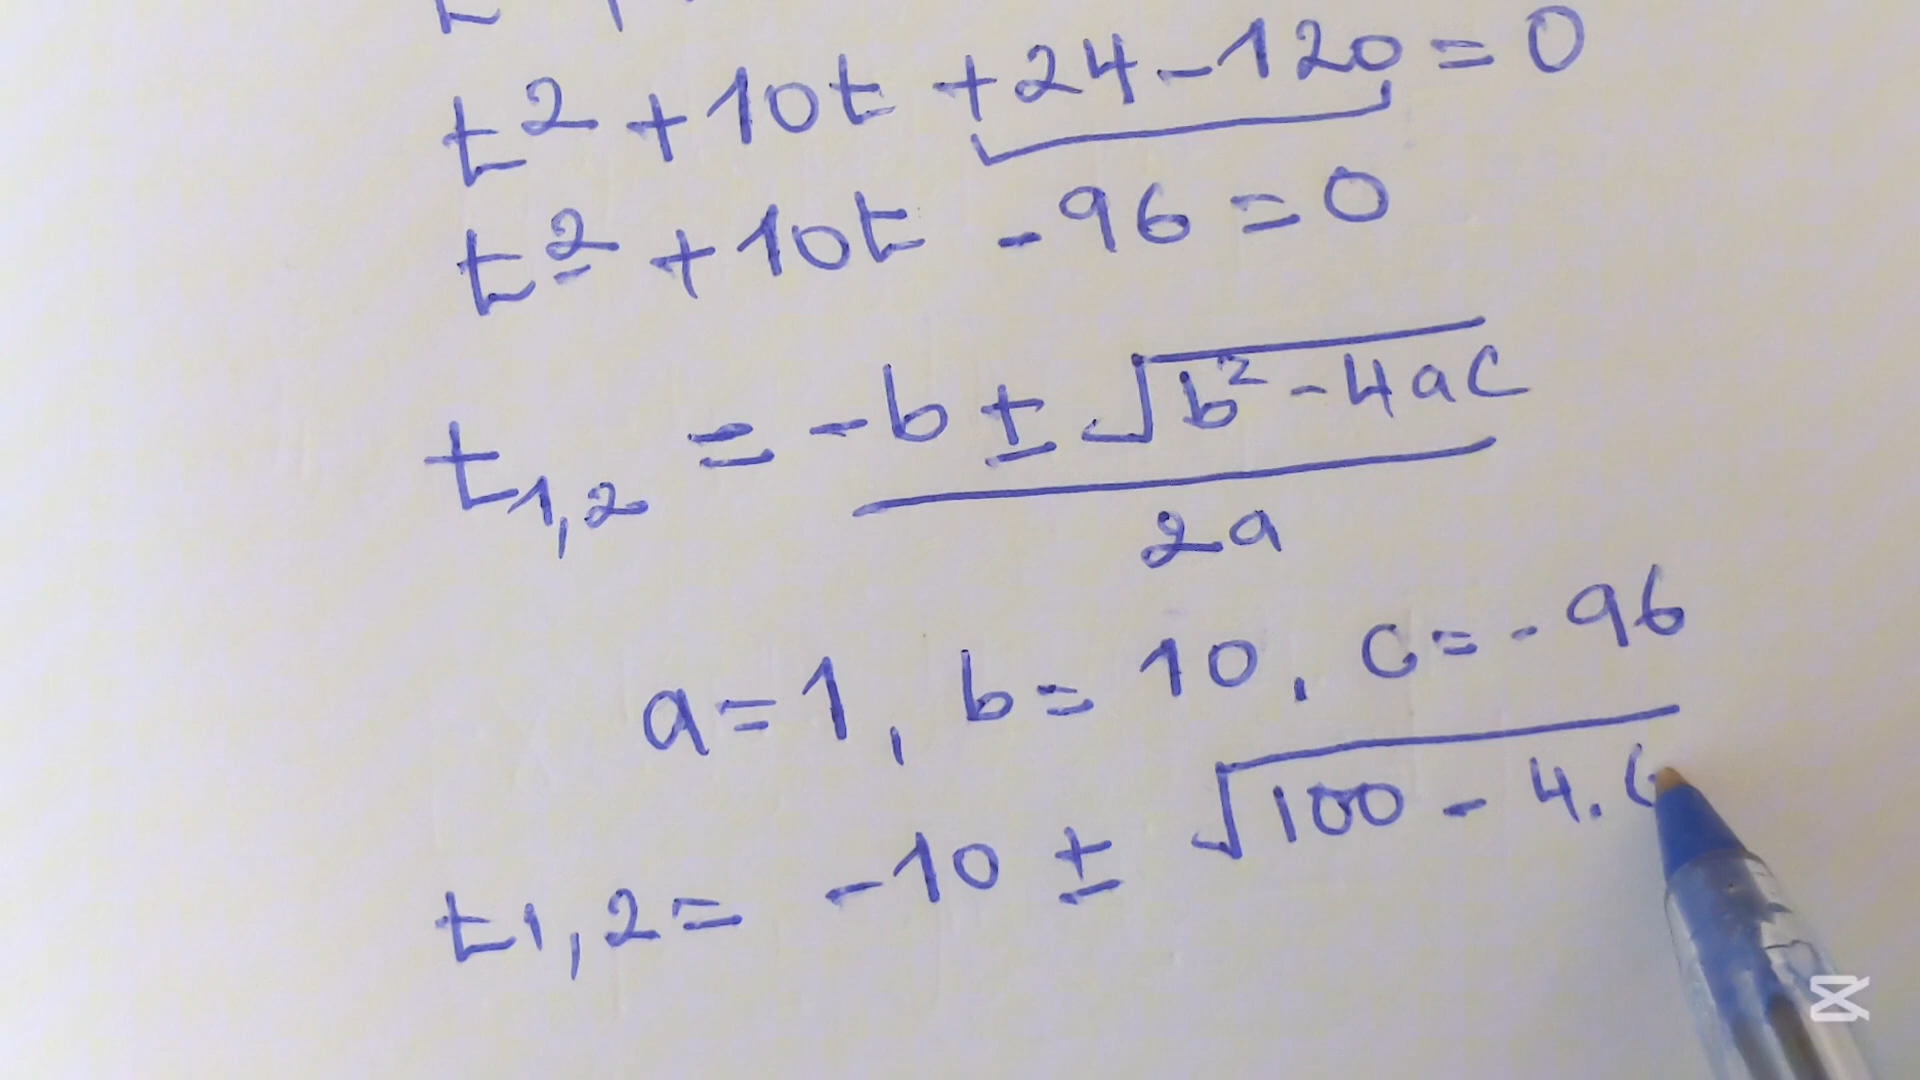 t² + 10t + 24 - 120 = 0
t² + 10t - 96 = 0
t1,2 = -b ± √b² - 4ac
2a
a = 1, b = 10, c = -96
t1,2 = -10 ± √100 - 4.(